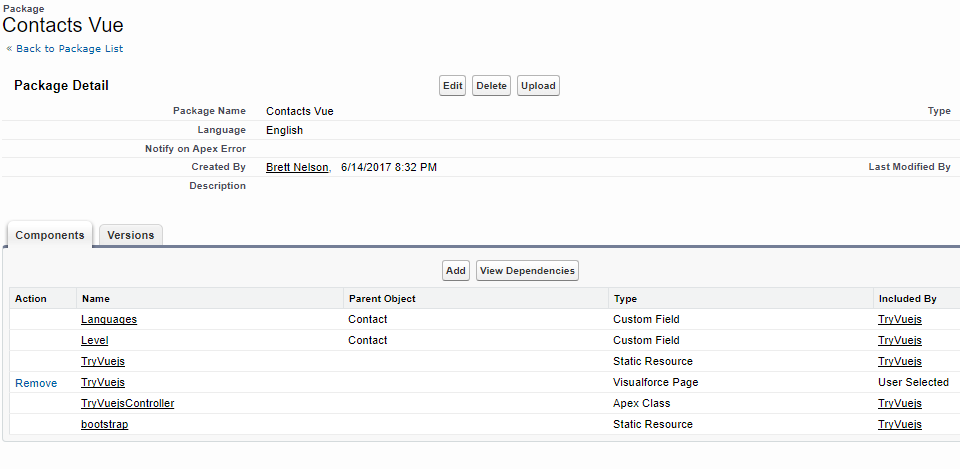 Package
Contacts Vue
« Back to Package List
Package Detail Edit Delete Upload
Package Name Contacts Vue Type
Language English
Notify on Apex Error
Created By Brett Nelson, 6/14/2017 8:32 PM Last Modified By
Description
Components Versions
Add View Dependencies
Action Name Parent Object Type Included By
Languages Contact Custom Field TryVuejs
Level Contact Custom Field TryVuejs
TryVuejs Static Resource TryVuejs
Remove TryVuejs Visualforce Page User Selected
TryVuejsController Apex Class TryVuejs
bootstrap Static Resource TryVuejs